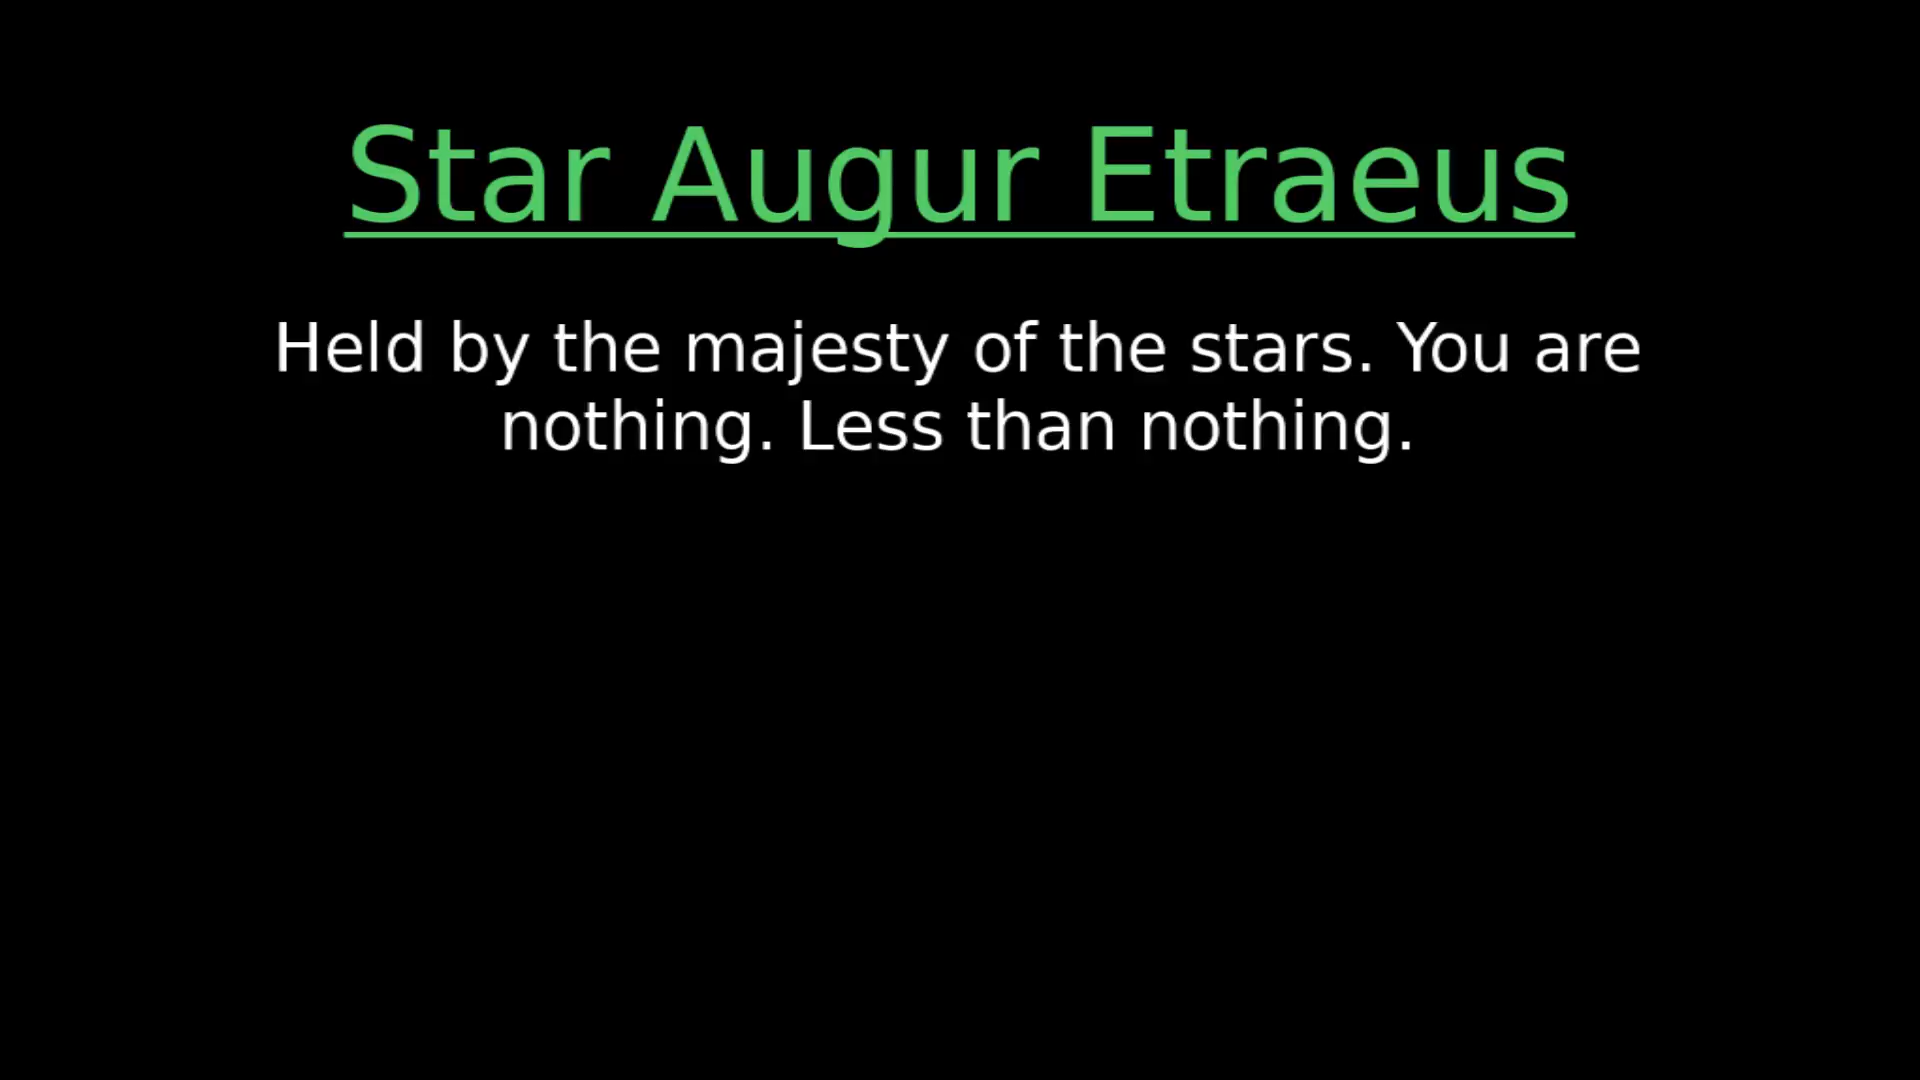 Star Augur Etraeus
Held by the majesty of the stars. You are
nothing. Less than nothing.